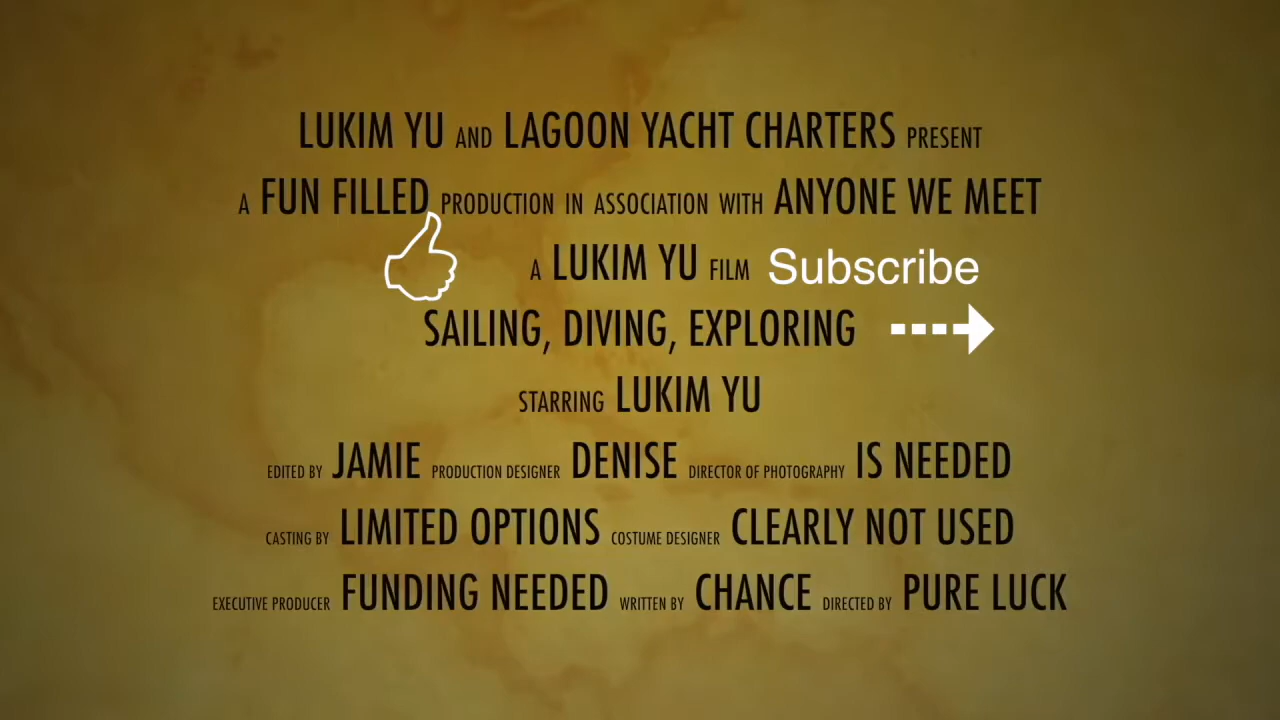 LUKIM YU AND LAGOON YACHT CHARTERS PRESENT
A FUN FILLED PRODUCTION IN ASSOCIATION WITH ANYONE WE MEET
A LUKIM YU FILM Subscribe
SAILING, DIVING, EXPLORING
STARRING LUKIM YU
EDITED BY JAMIE PRODUCTION DESIGNER DENISE DIRECTOR OF PHOTOGRAPHY IS NEEDED
CASTING BY LIMITED OPTIONS COSTUME DESIGNER CLEARLY NOT USED
EXECUTIVE PRODUCER FUNDING NEEDED WRITTEN BY CHANCE DIRECTED BY PURE LUCK